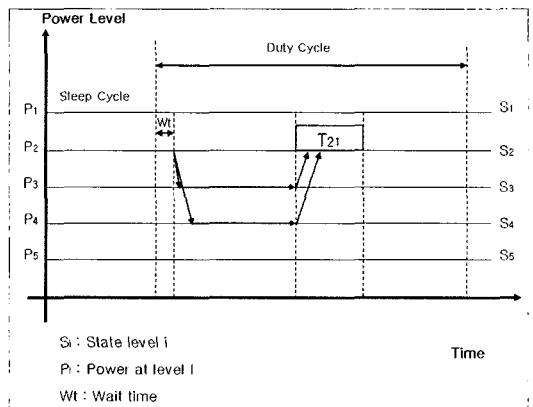 Power Level
Duty Cycle
Sleep Cycle
P1
S1
Wt
P2
T21
S2
P3
S3
P4
S4
P5
S5
Si : State level i
Pi : Power at level I
Time
Wt : Wait time